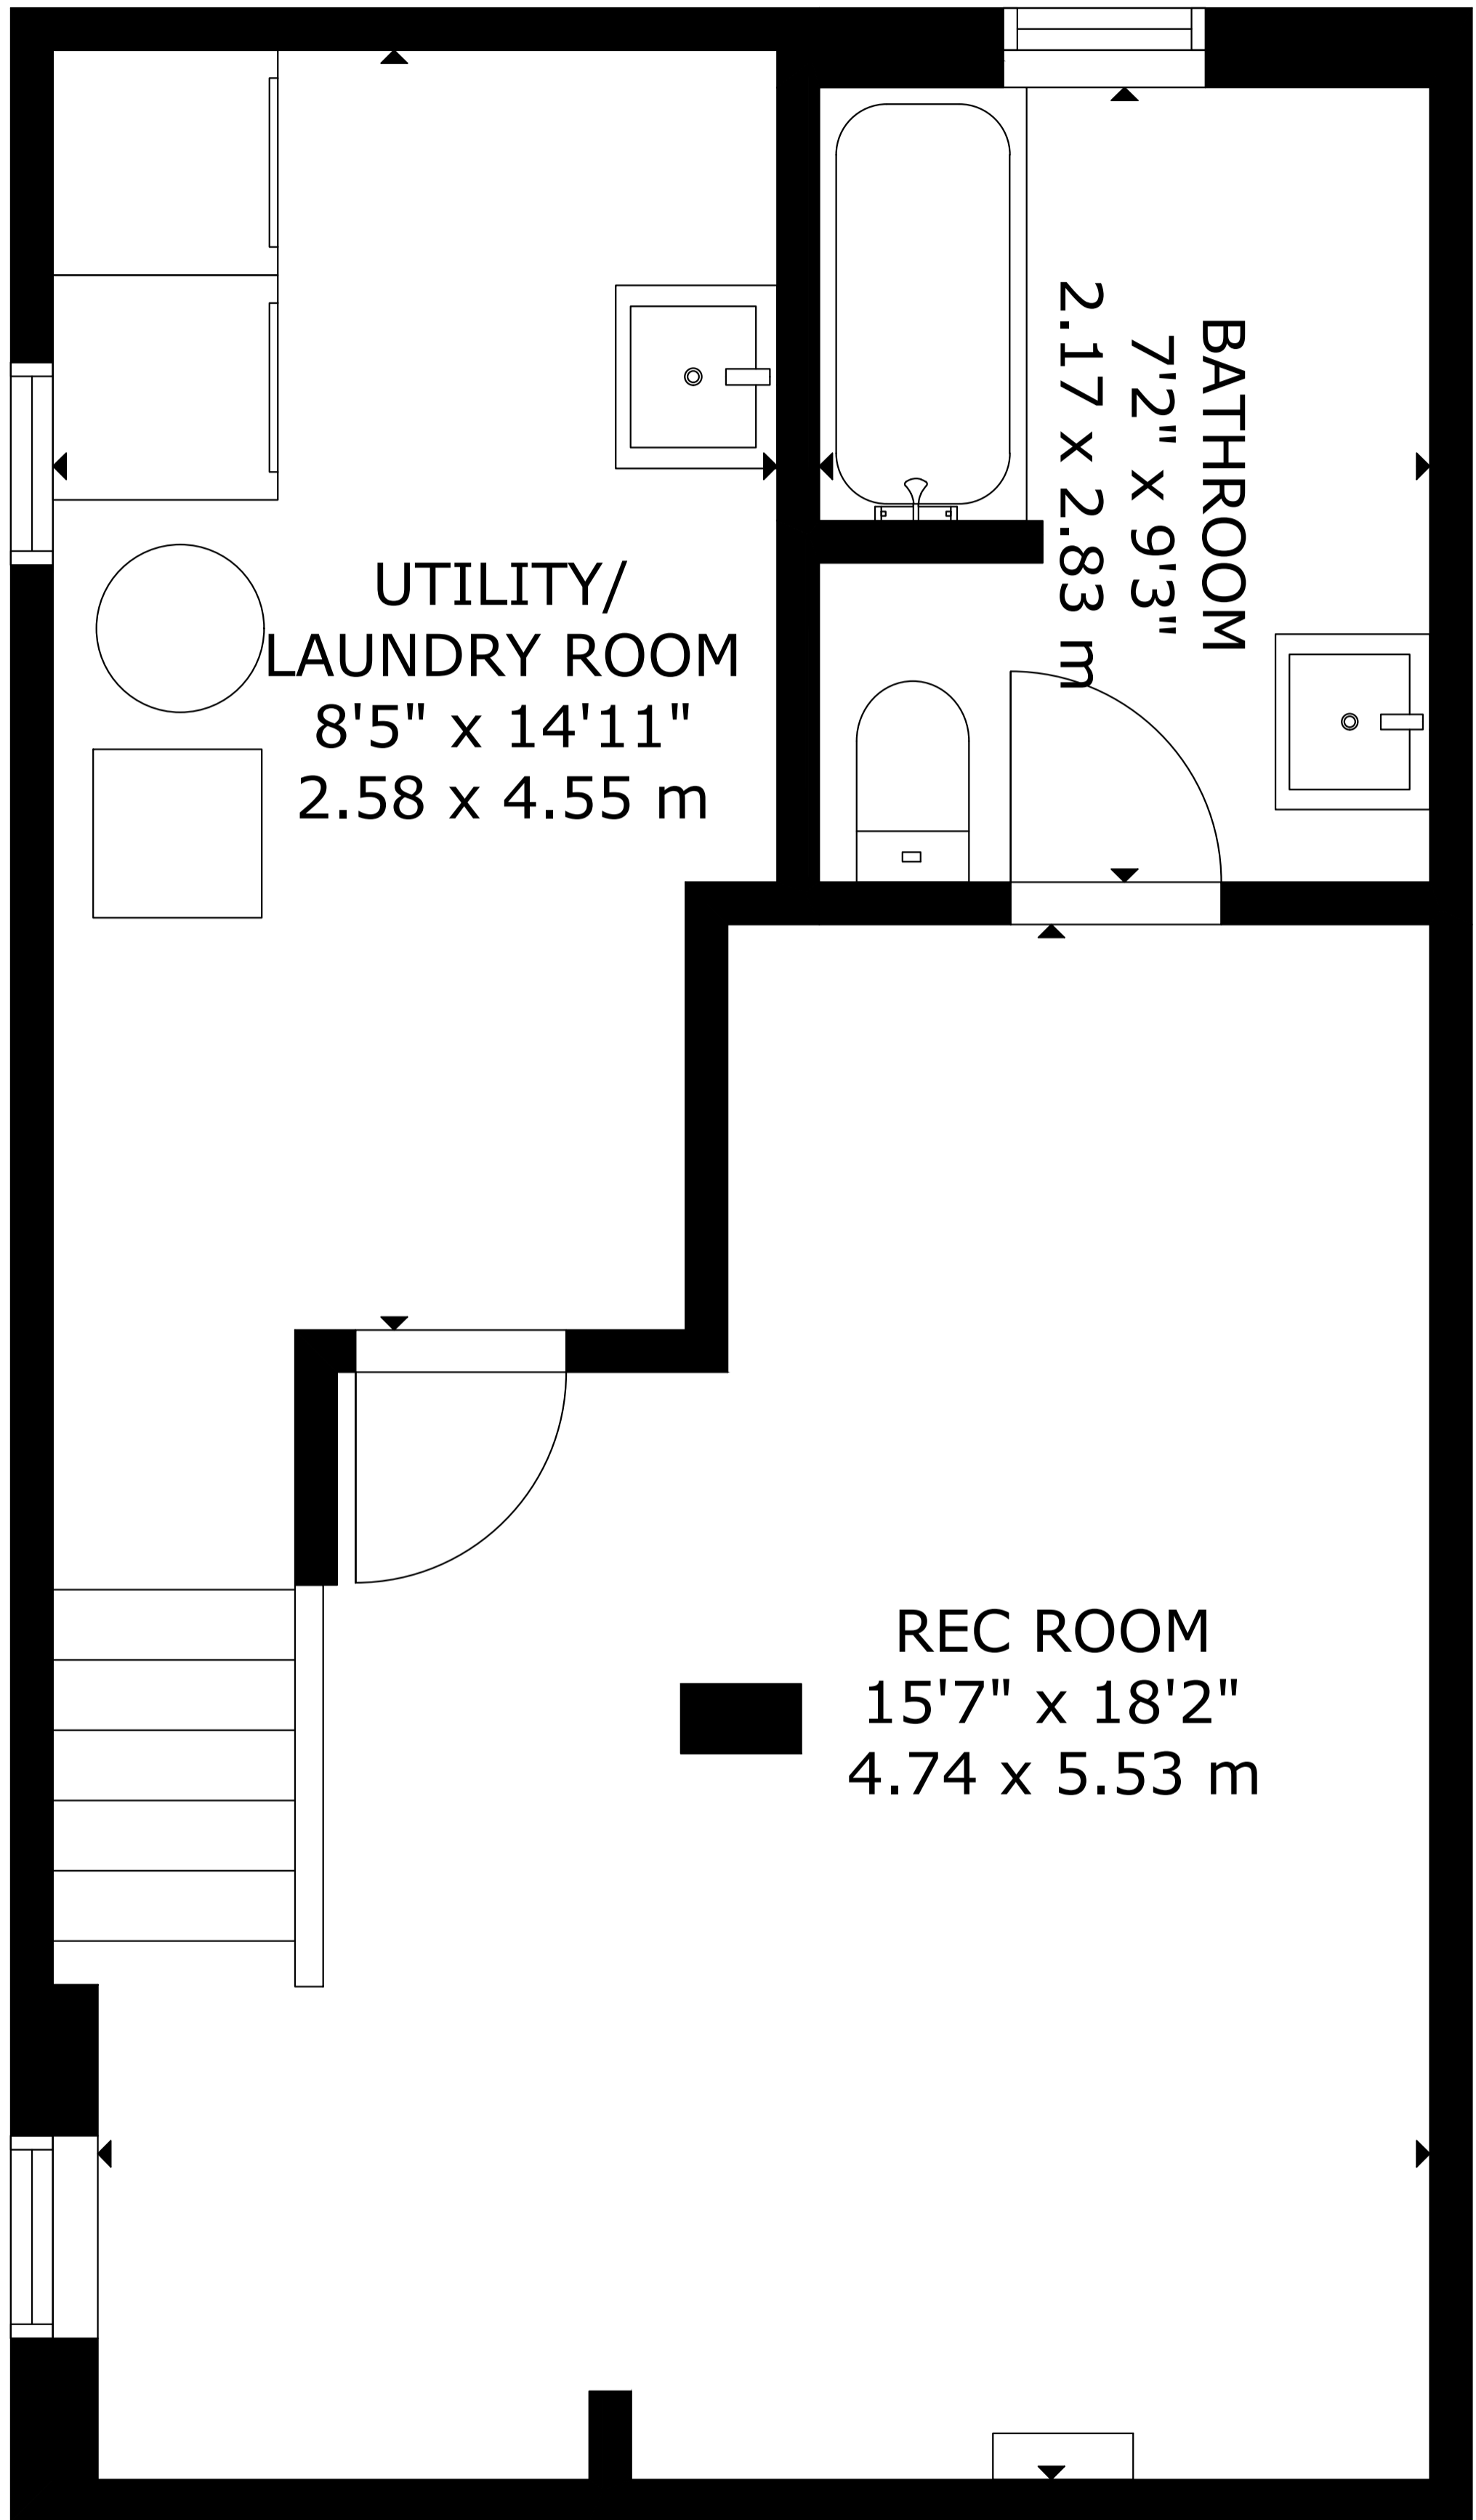 UTILITY/
LAUNDRY ROOM
8'5" x 14'11"
2.58 x 4.55 m
BATHROOM
7'2" x 9'3"
2.17 x 2.83 m
REC ROOM
15'7" x 18'2"
4.74 x 5.53 m